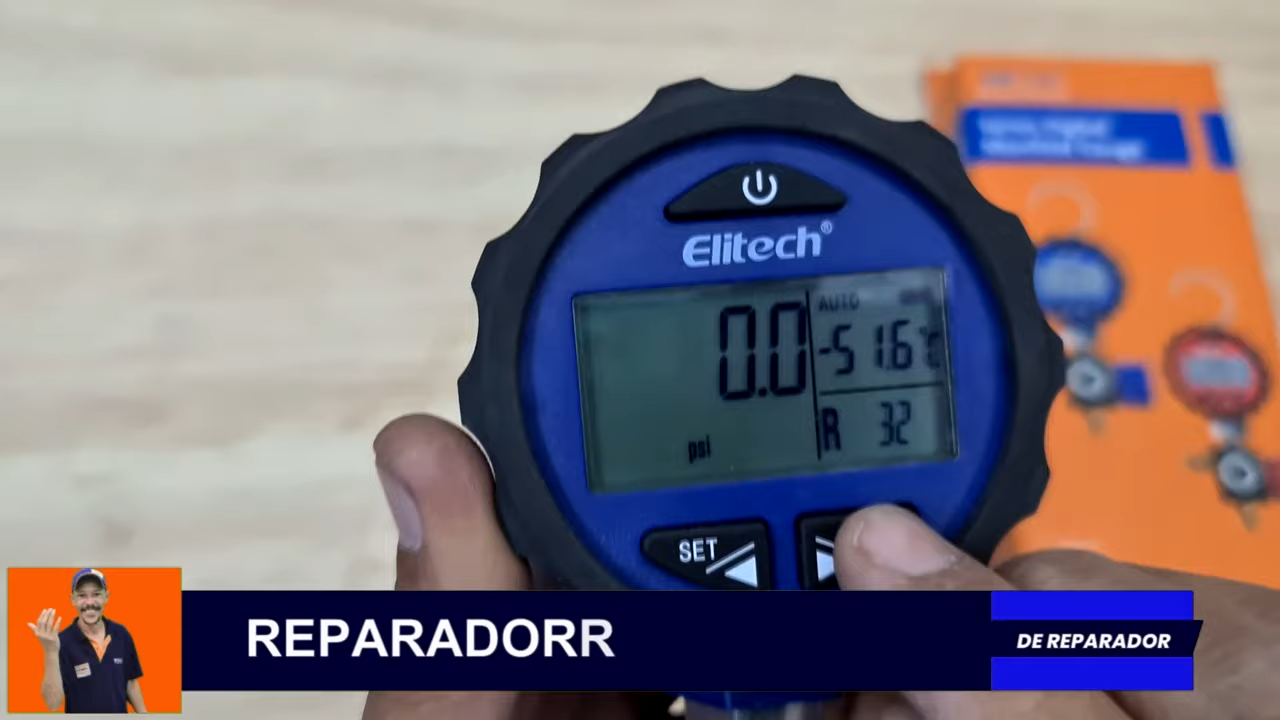 Elitech®
0.0
psi
AUTO
-51.6°C
R 32
SET
REPARADORR
DE REPARADOR